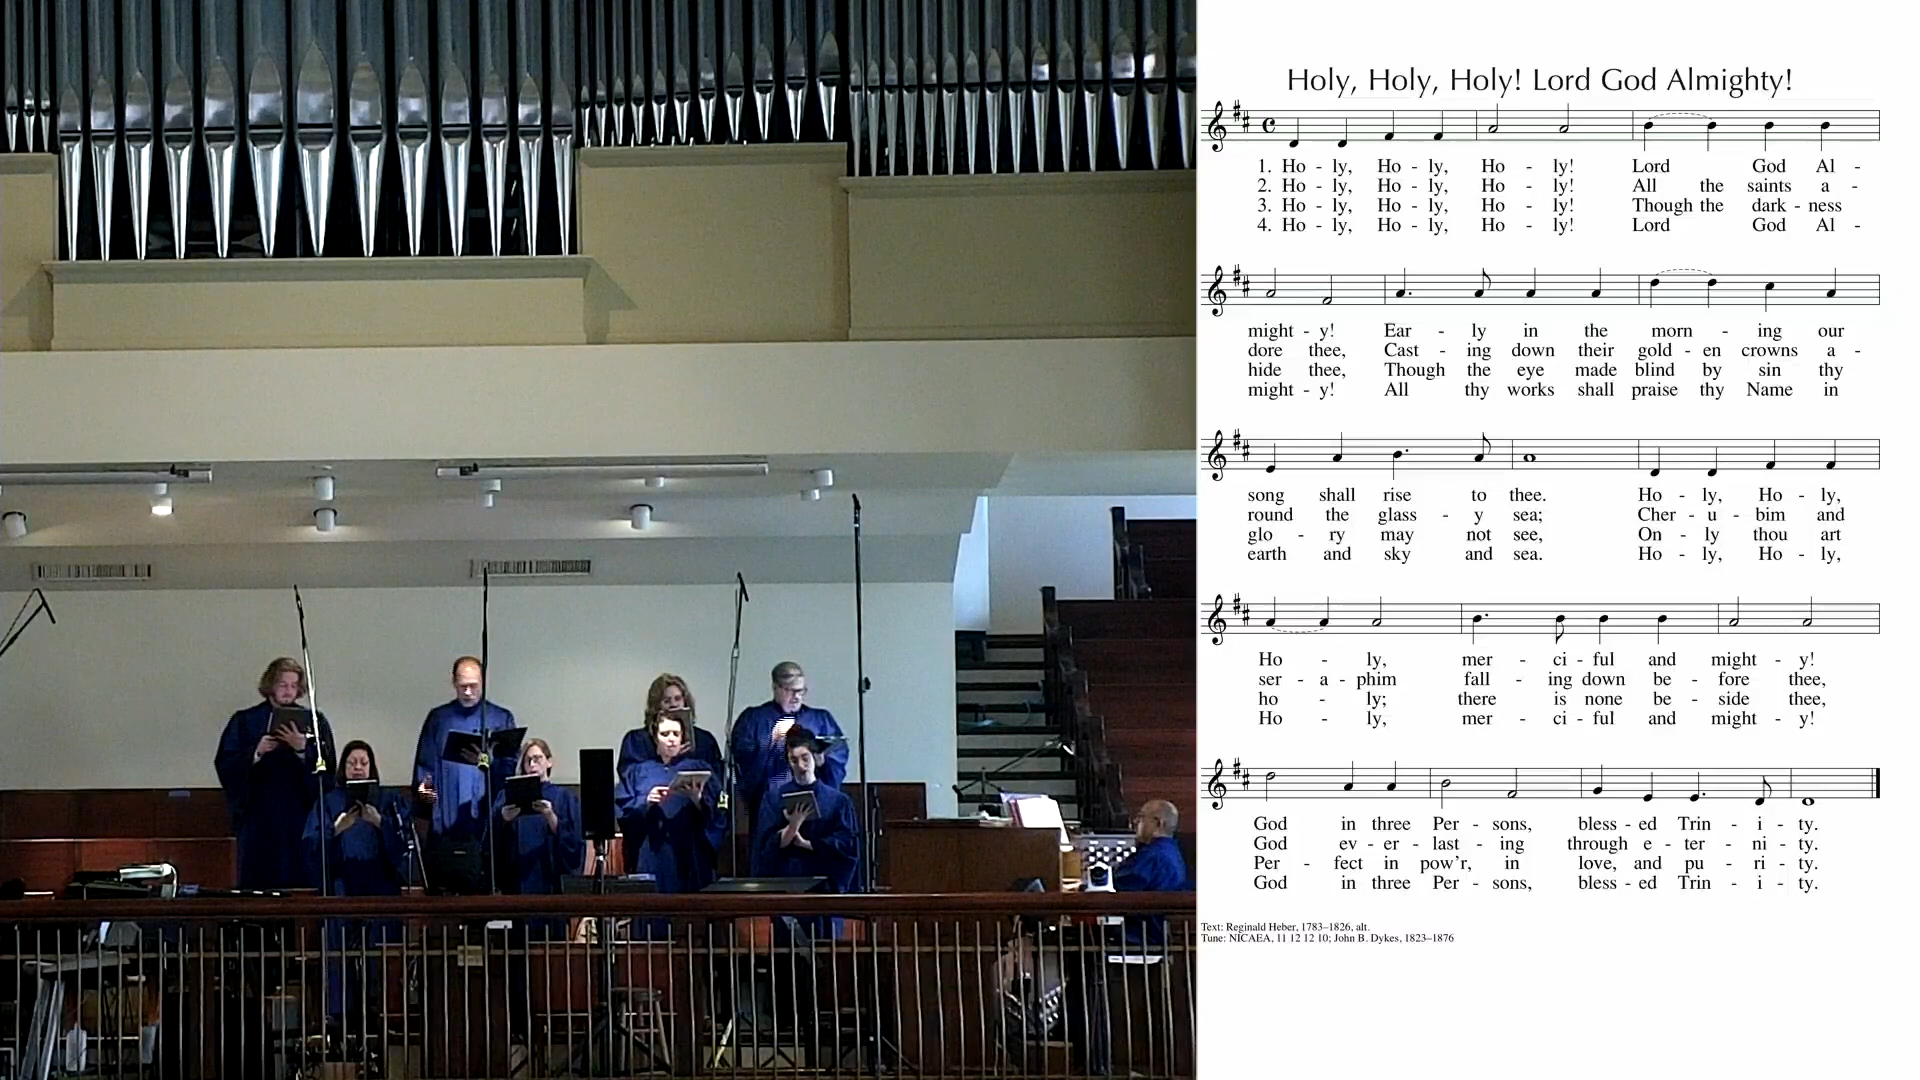 Holy, Holy, Holy! Lord God Almighty!
1. Ho - ly, Ho - ly, Ho - ly! Lord God Al -
2. Ho - ly, Ho - ly, Ho - ly! All the saints a -
3. Ho - ly, Ho - ly, Ho - ly! Though the dark - ness
4. Ho - ly, Ho - ly, Ho - ly! Lord God Al -
might - y! Ear - ly in the morn - ing our
dore thee, Cast - ing down their gold - en crowns a -
hide thee, Though the eye made blind by sin thy
might - y! All thy works shall praise thy Name in
song shall rise to thee. Ho - ly, Ho - ly,
round the glass - y sea; Cher - u - bim and
glo - ry may not see, On - ly thou art
earth and sky and sea. Ho - ly, Ho - ly,
Ho - ly, mer - ci - ful and might - y!
ser - a - phim fall - ing down be - fore thee,
ho - ly; there is none be - side thee,
Ho - ly, mer - ci - ful and might - y!
God in three Per - sons, bless - ed Trin - i - ty.
God ev - er - last - ing through e - ter - ni - ty.
Per - fect in pow'r, in love, and pu - ri - ty.
God in three Per - sons, bless - ed Trin - i - ty.
Text: Reginald Heber, 1783–1826, alt.
Tune: NICAEA, 11 12 12 10; John B. Dykes, 1823–1876